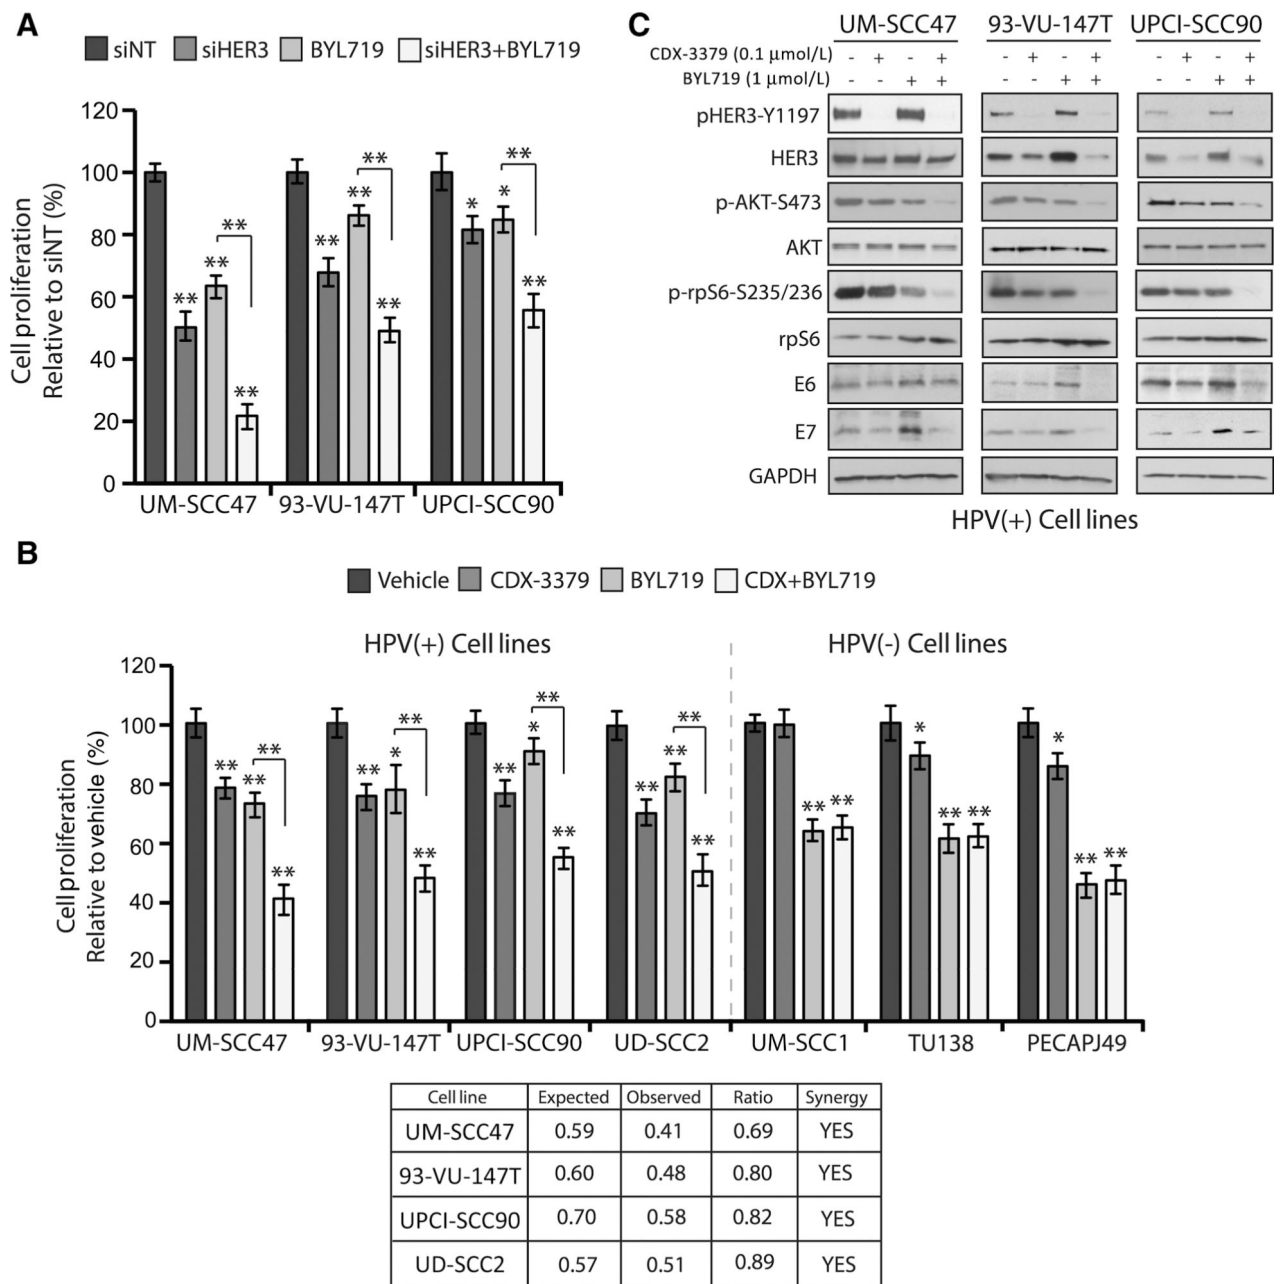 A
siNT siHER3 BYL719 siHER3+BYL719
Cell proliferation
Relative to siNT (%)
120
100
80
60
40
20
0
**
**
**
**
**
**
**
**
*
*
**
**
UM-SCC47 93-VU-147T UPCI-SCC90
C
UM-SCC47 93-VU-147T UPCI-SCC90
CDX-3379 (0.1 μmol/L) - + - + - + - + - + - +
BYL719 (1 μmol/L) - - + + - - + + - - + +
pHER3-Y1197
HER3
p-AKT-S473
AKT
p-rpS6-S235/236
rpS6
E6
E7
GAPDH
HPV(+) Cell lines
B
Vehicle CDX-3379 BYL719 CDX+BYL719
HPV(+) Cell lines HPV(-) Cell lines
Cell proliferation
Relative to vehicle (%)
120
100
80
60
40
20
0
**
**
**
**
**
*
**
**
**
*
**
**
**
**
**
**
**
**
*
**
**
*
**
**
UM-SCC47 93-VU-147T UPCI-SCC90 UD-SCC2 UM-SCC1 TU138 PECAPJ49
Cell line Expected Observed Ratio Synergy
UM-SCC47 0.59 0.41 0.69 YES
93-VU-147T 0.60 0.48 0.80 YES
UPCI-SCC90 0.70 0.58 0.82 YES
UD-SCC2 0.57 0.51 0.89 YES